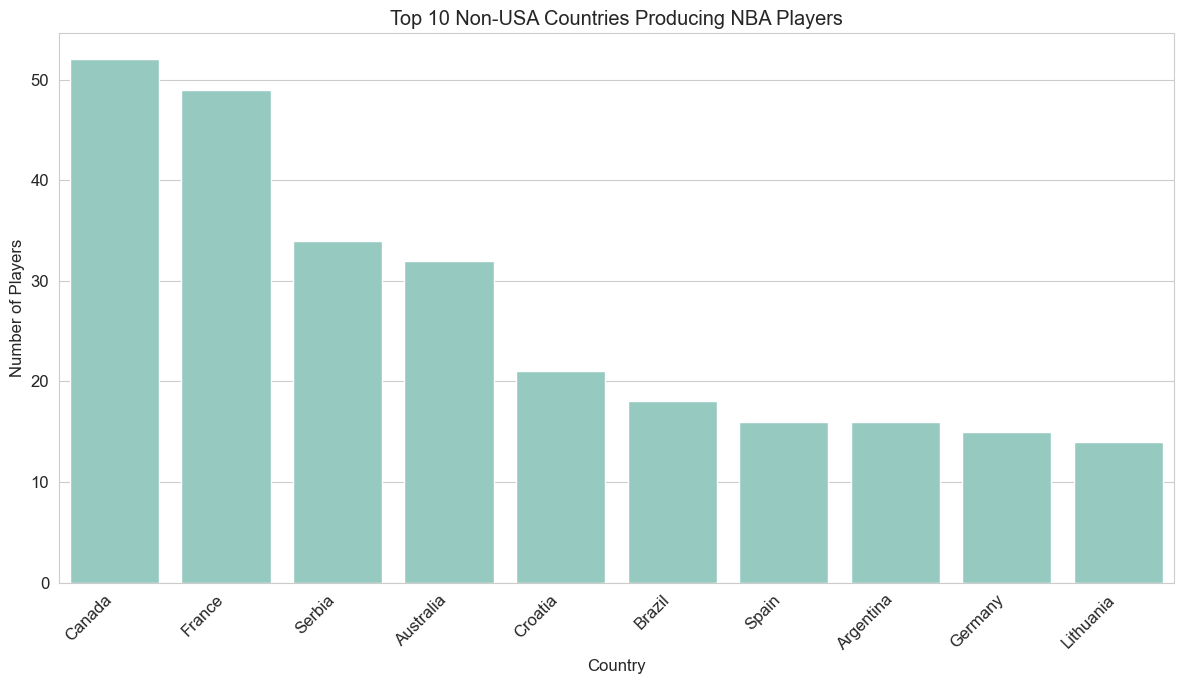 Top 10 Non-USA Countries Producing NBA Players
Number of Players
50
40
30
20
10
0
Canada
France
Serbia
Australia
Croatia
Brazil
Spain
Argentina
Germany
Lithuania
Country